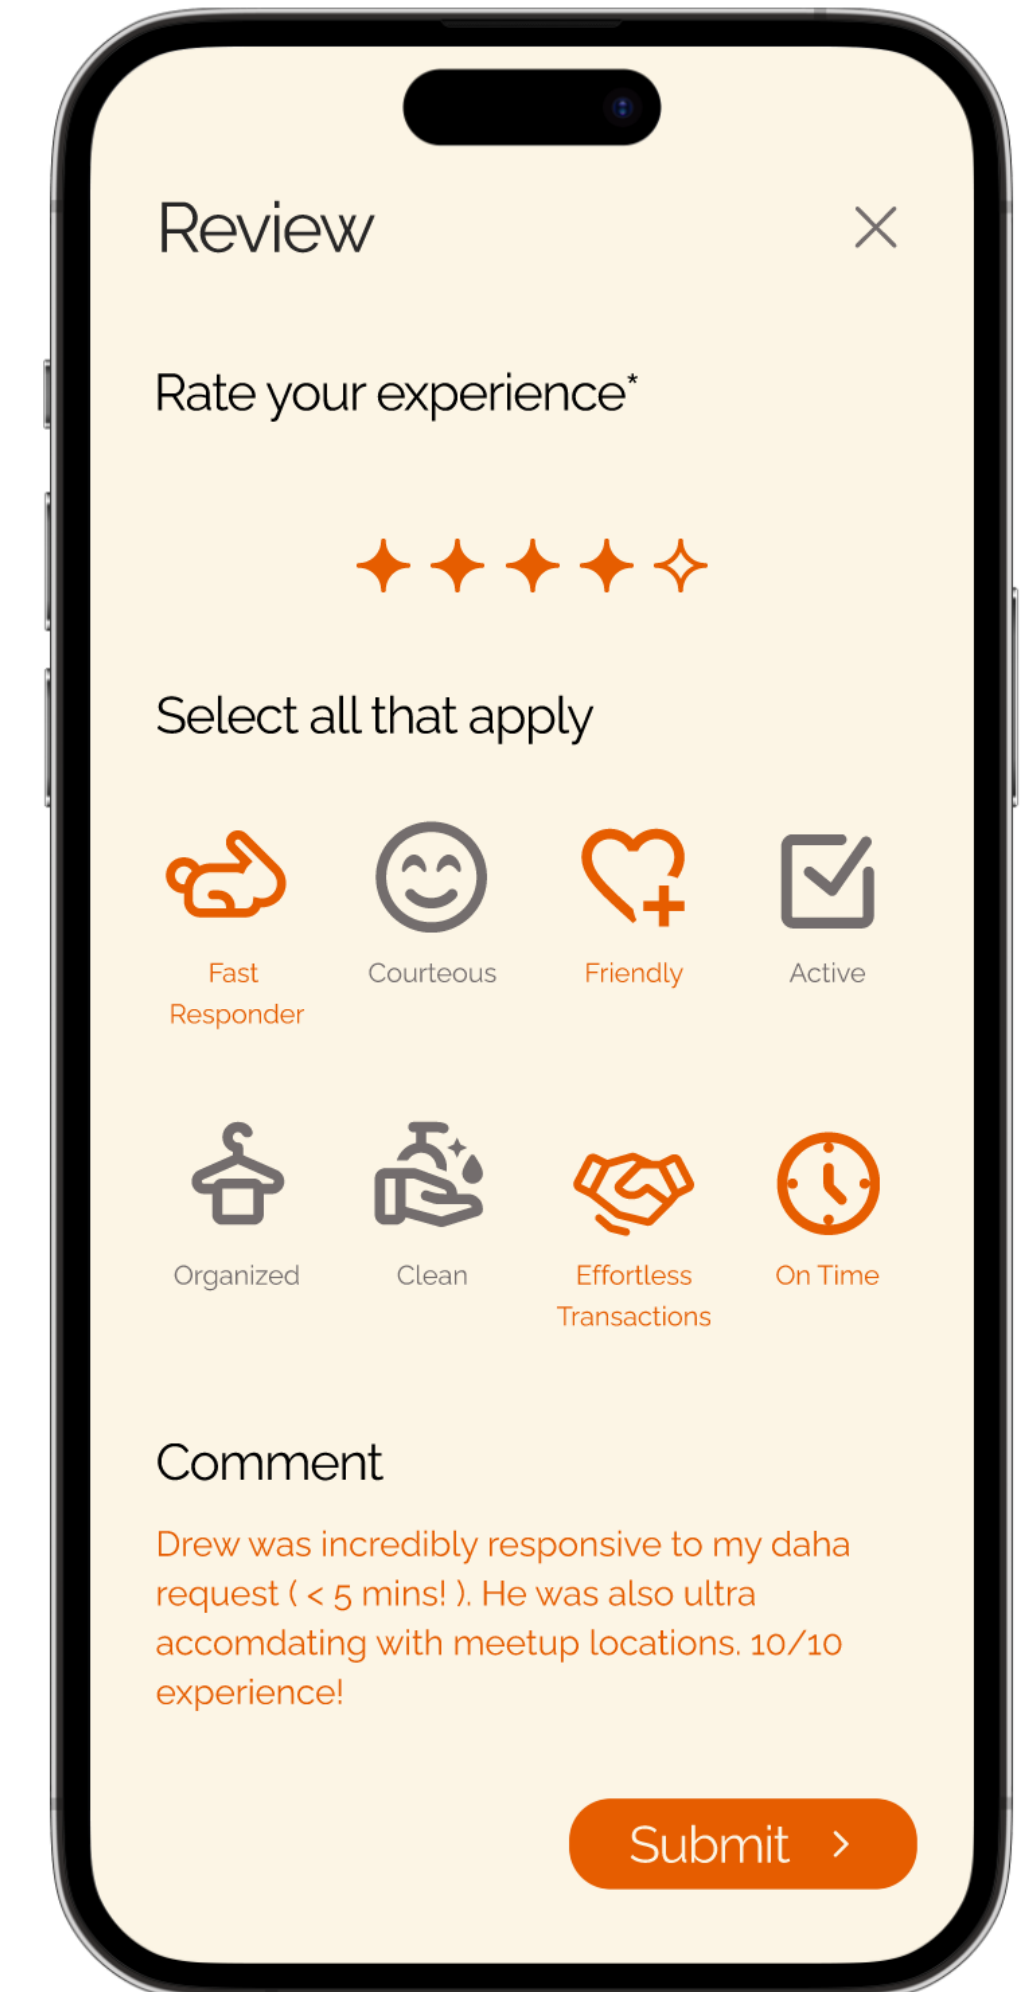 Review
Rate your experience*
Select all that apply
Fast
Responder
Courteous
Friendly
Active
Organized
Clean
Effortless
Transactions
On Time
Comment
Drew was incredibly responsive to my daha
request ( < 5 mins! ). He was also ultra
accomdating with meetup locations. 10/10
experience!
Submit